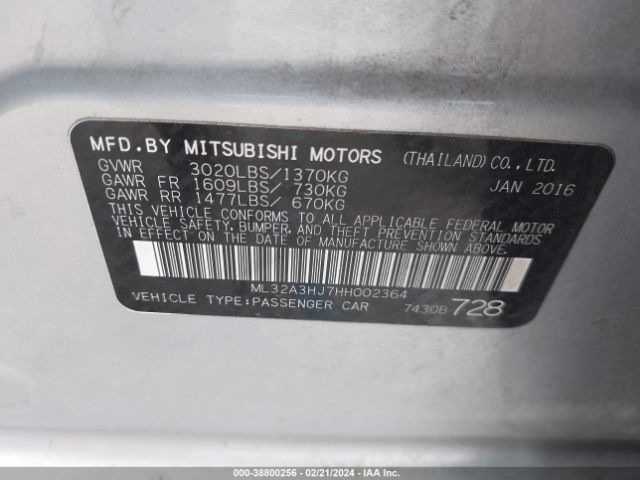 MFD.BY MITSUBISHI MOTORS (THAILAND)CO.,LTD.
GVWR 3020LBS/1370KG JAN 2016
GAWR FR 1609LBS/ 730KG
GAWR RR 1477LBS/ 670KG
THIS VEHICLE CONFORMS TO ALL APPLICABLE FEDERAL MOTOR
VEHICLE SAFETY, BUMPER, AND THEFT PREVENTION STANDARDS
IN EFFECT ON THE DATE OF MANUFACTURE SHOWN ABOVE.
ML32A3HJ7HH002364
VEHICLE TYPE:PASSENGER CAR 7430B 728
000-38800256 - 02/21/2024 - IAA Inc.